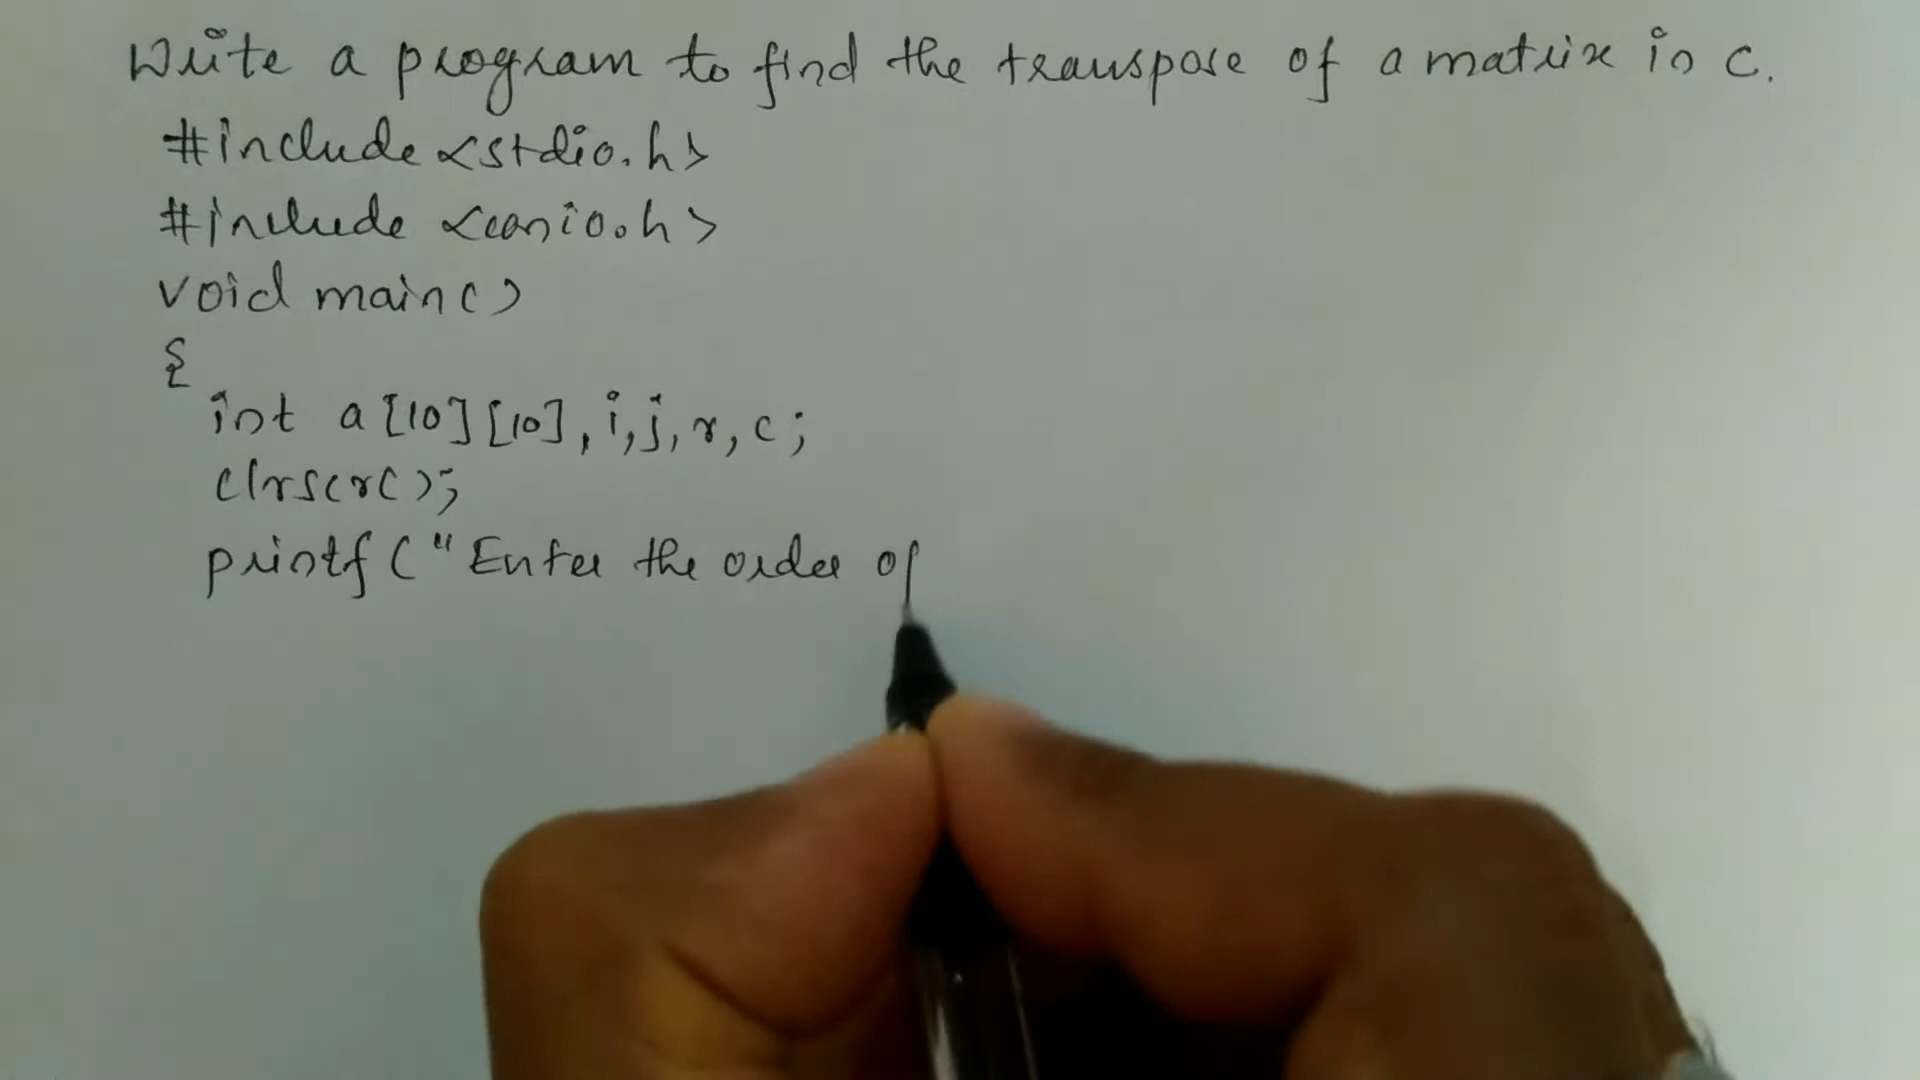 Write a program to find the transpose of a matrix in c.
#include <stdio.h>
#include <conio.h>
void main()
{
int a[10][10], i, j, r, c;
clrscr();
printf("Enter the order of